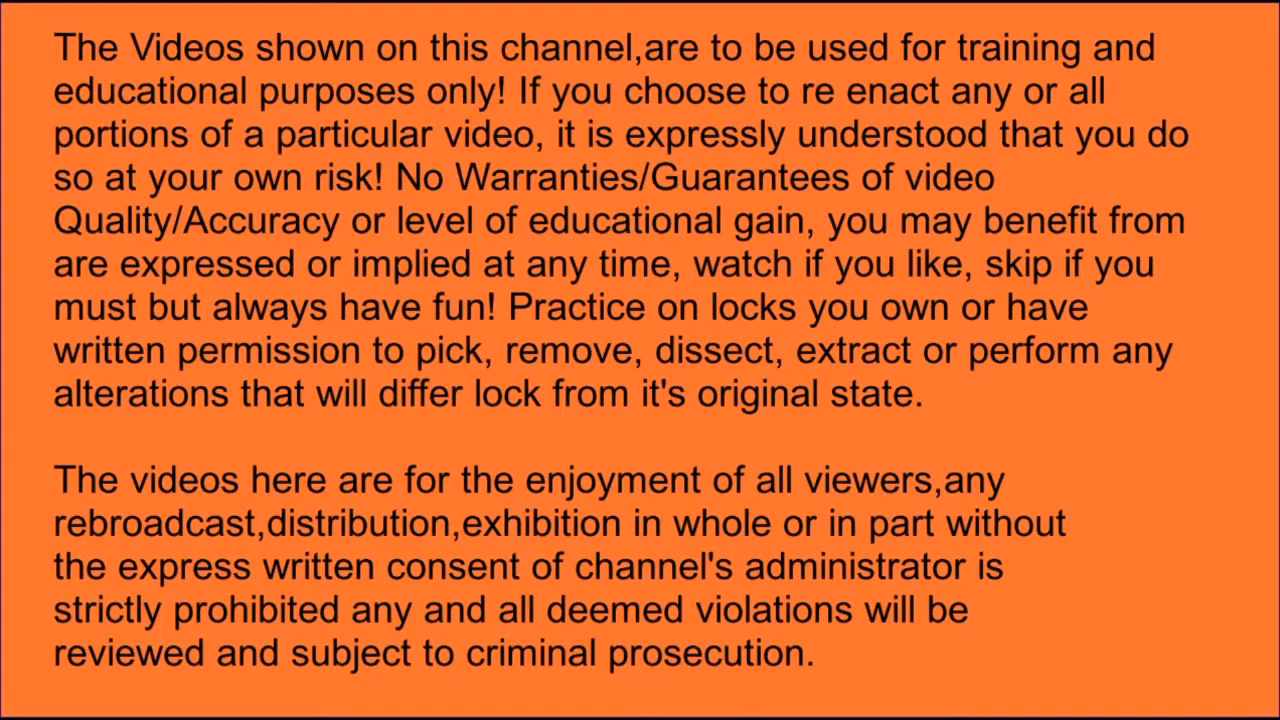 The Videos shown on this channel,are to be used for training and
educational purposes only! If you choose to re enact any or all
portions of a particular video, it is expressly understood that you do
so at your own risk! No Warranties/Guarantees of video
Quality/Accuracy or level of educational gain, you may benefit from
are expressed or implied at any time, watch if you like, skip if you
must but always have fun! Practice on locks you own or have
written permission to pick, remove, dissect, extract or perform any
alterations that will differ lock from it's original state.
The videos here are for the enjoyment of all viewers,any
rebroadcast,distribution,exhibition in whole or in part without
the express written consent of channel's administrator is
strictly prohibited any and all deemed violations will be
reviewed and subject to criminal prosecution.